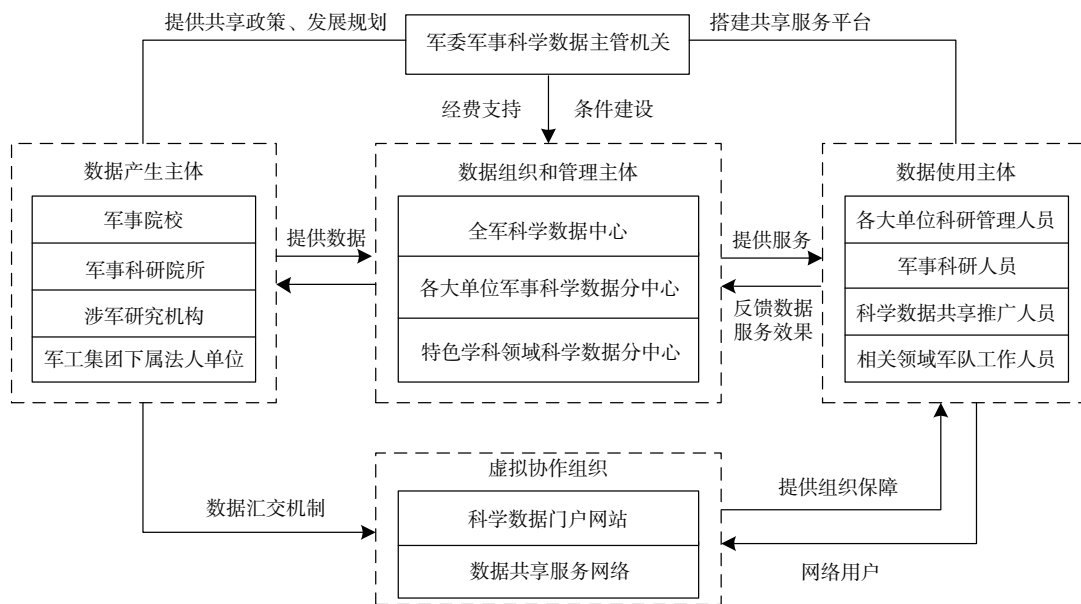 提供共享政策、发展规划
军委军事科学数据主管机关
搭建共享服务平台
经费支持
条件建设
数据产生主体
军事院校
军事科研院所
涉军研究机构
军工集团下属法人单位
提供数据
数据组织和管理主体
全军科学数据中心
各大单位军事科学数据分中心
特色学科领域科学数据分中心
提供服务
反馈数据
服务效果
数据使用主体
各大单位科研管理人员
军事科研人员
科学数据共享推广人员
相关领域军队工作人员
数据汇交机制
虚拟协作组织
科学数据门户网站
数据共享服务网络
提供组织保障
网络用户